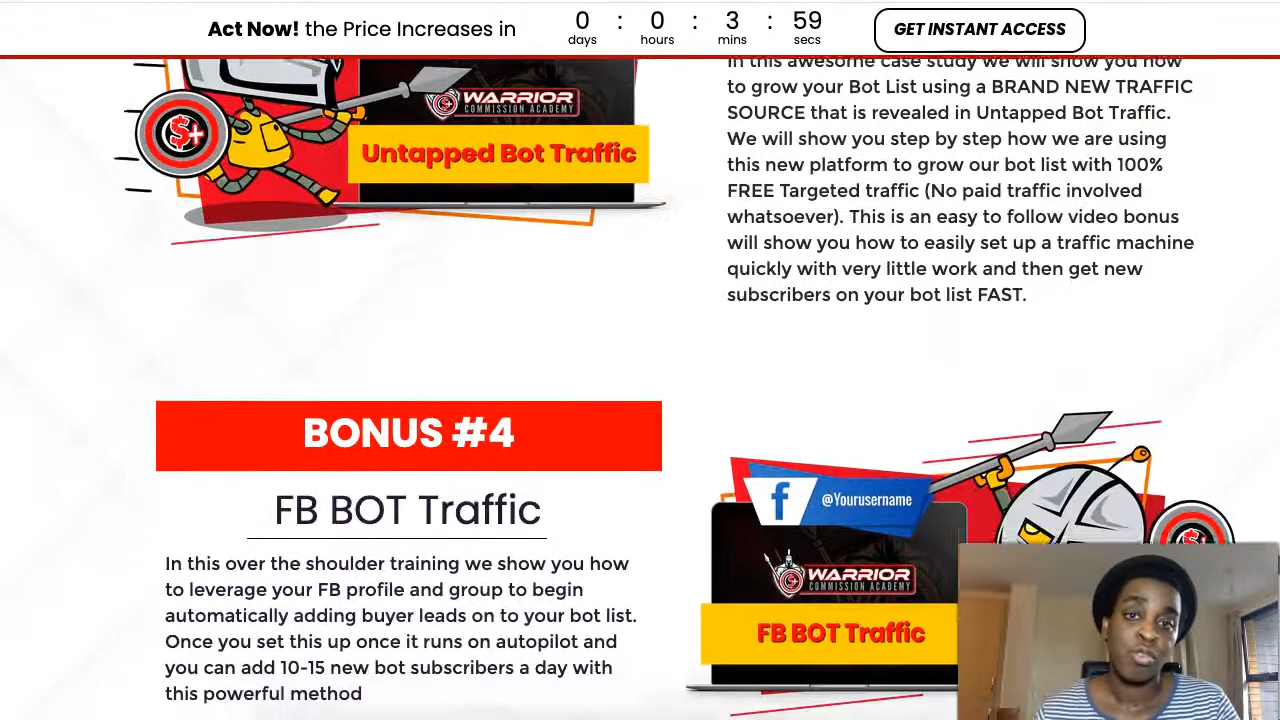 Act Now! the Price Increases in
0 : 0 : 3 : 59
days hours mins secs
GET INSTANT ACCESS
In this awesome case study we will show you how
to grow your Bot List using a BRAND NEW TRAFFIC
SOURCE that is revealed in Untapped Bot Traffic.
We will show you step by step how we are using
this new platform to grow our bot list with 100%
FREE Targeted traffic (No paid traffic involved
whatsoever). This is an easy to follow video bonus
will show you how to easily set up a traffic machine
quickly with very little work and then get new
subscribers on your bot list FAST.
WARRIOR
COMMISSION ACADEMY
Untapped Bot Traffic
$+
BONUS #4
FB BOT Traffic
In this over the shoulder training we show you how
to leverage your FB profile and group to begin
automatically adding buyer leads on to your bot list.
Once you set this up once it runs on autopilot and
you can add 10-15 new bot subscribers a day with
this powerful method
f @Yourusername
WARRIOR
COMMISSION ACADEMY
FB BOT Traffic